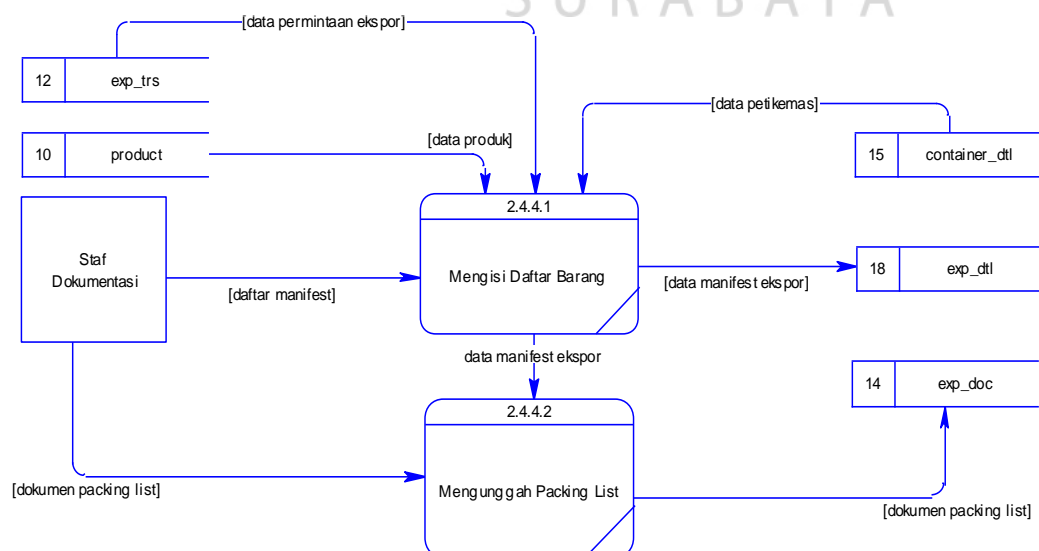 SURABAYA
[data permintaan ekspor]
12 exp_trs
[data petikemas]
[data produk]
10 product
15 container_dtl
2.4.4.1
Staf
Dokumentasi
Mengisi Daftar Barang
18 exp_dtl
[daftar manifest]
[data manifest ekspor]
data manifest ekspor
14 exp_doc
2.4.4.2
[dokumen packing list]
Mengunggah Packing List
[dokumen packing list]